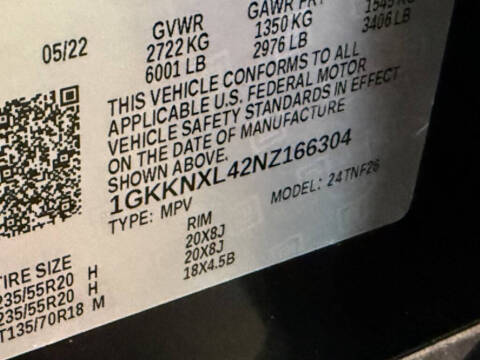 05/22 GVWR GAWR FRT
2722 KG 1350 KG 1545 KG
6001 LB 2976 LB 3406 LB
THIS VEHICLE CONFORMS TO ALL
APPLICABLE U.S. FEDERAL MOTOR
VEHICLE SAFETY STANDARDS IN EFFECT
ON THE DATE OF MANUFACTURE
SHOWN ABOVE.
1GKKNXL42NZ166304
TYPE: MPV MODEL: 24TNF26
TIRE SIZE RIM
235/55R20 H 20X8J
235/55R20 H 20X8J
T135/70R18 M 18X4.5B